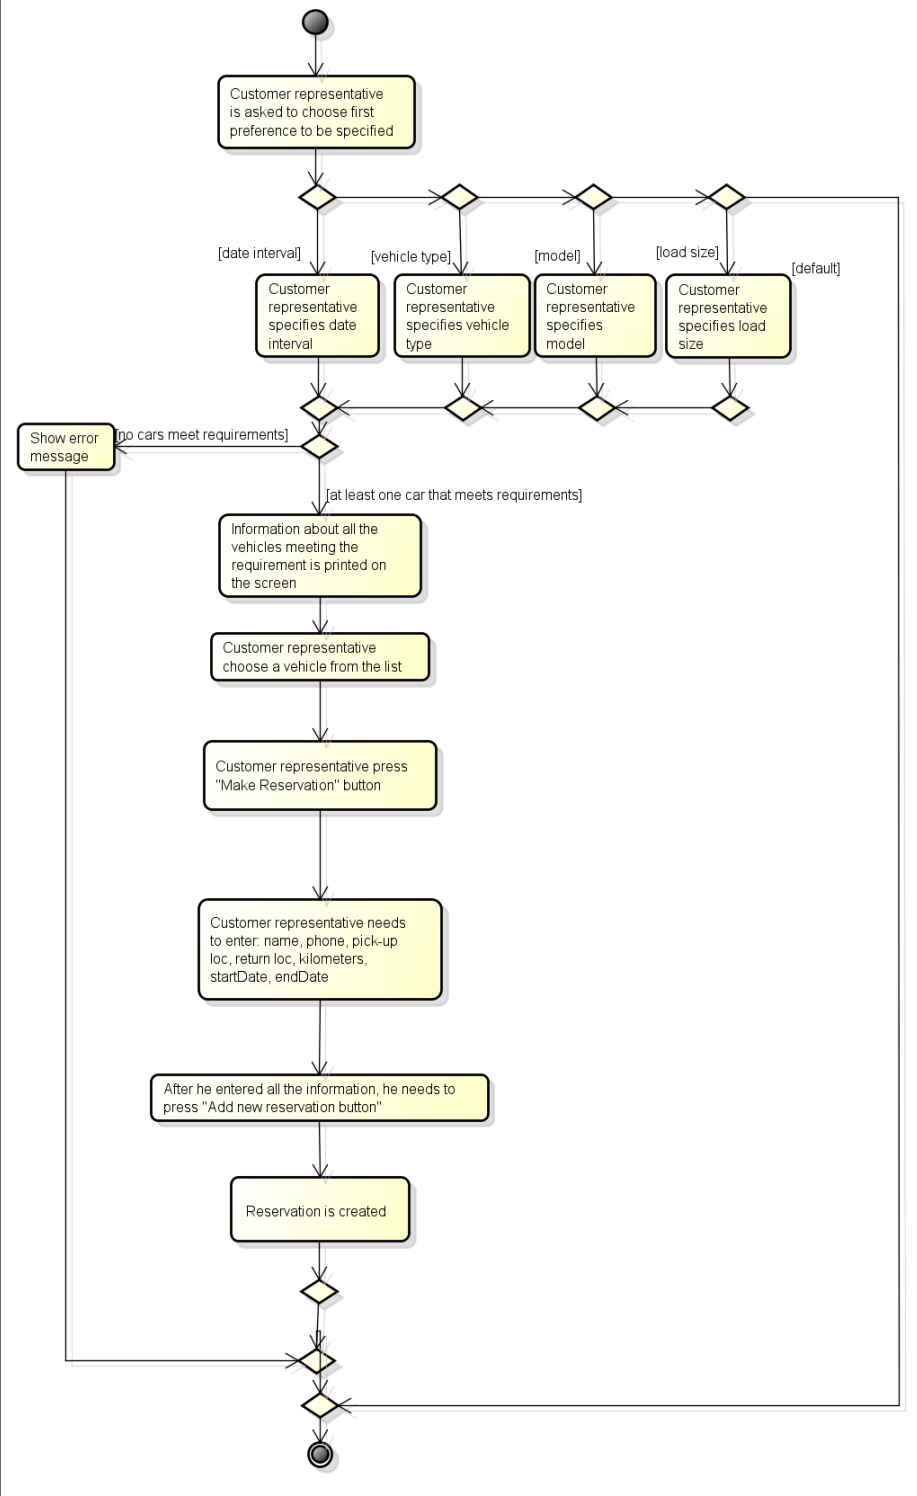 Customer representative
is asked to choose first
preference to be specified
[date interval]
[vehicle type]
[model]
[load size]
[default]
Customer
representative
specifies date
interval
Customer
representative
specifies vehicle
type
Customer
representative
specifies
model
Customer
representative
specifies load
size
Show error
message
[no cars meet requirements]
[at least one car that meets requirements]
Information about all the
vehicles meeting the
requirement is printed on
the screen
Customer representative
choose a vehicle from the list
Customer representative press
"Make Reservation" button
Customer representative needs
to enter: name, phone, pick-up
loc, return loc, kilometers,
startDate, endDate
After he entered all the information, he needs to
press "Add new reservation button"
Reservation is created